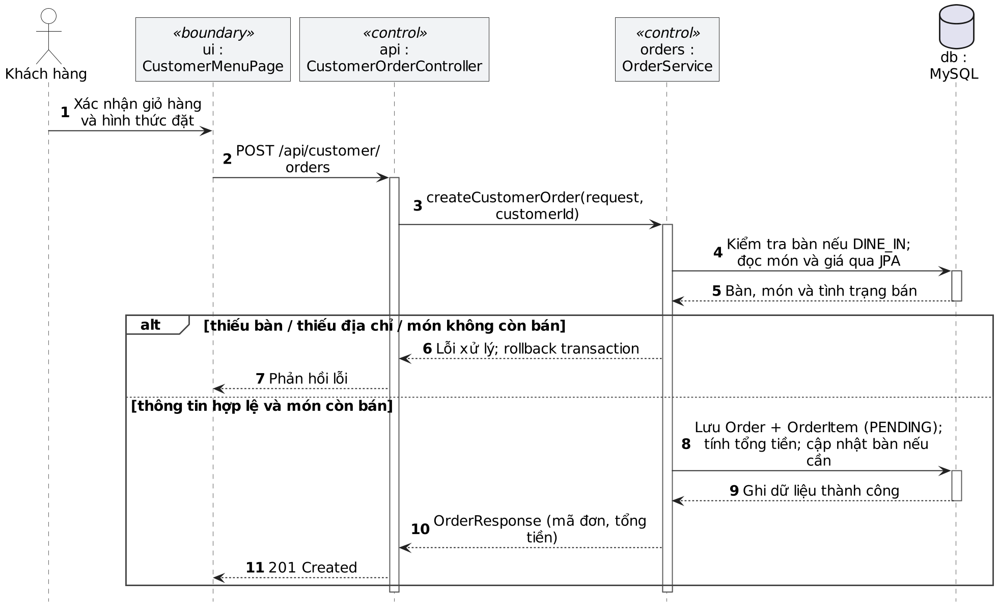 Khách hàng
«boundary»
ui :
CustomerMenuPage
«control»
api :
CustomerOrderController
«control»
orders :
OrderService
db :
MySQL
1 Xác nhận giỏ hàng
và hình thức đặt
2 POST /api/customer/
orders
3 createCustomerOrder(request,
customerId)
4 Kiểm tra bàn nếu DINE_IN;
đọc món và giá qua JPA
5 Bàn, món và tình trạng bán
alt [thiếu bàn / thiếu địa chỉ / món không còn bán]
6 Lỗi xử lý; rollback transaction
7 Phản hồi lỗi
[thông tin hợp lệ và món còn bán]
8 Lưu Order + OrderItem (PENDING);
tính tổng tiền; cập nhật bàn nếu
cần
9 Ghi dữ liệu thành công
10 OrderResponse (mã đơn, tổng
tiền)
11 201 Created